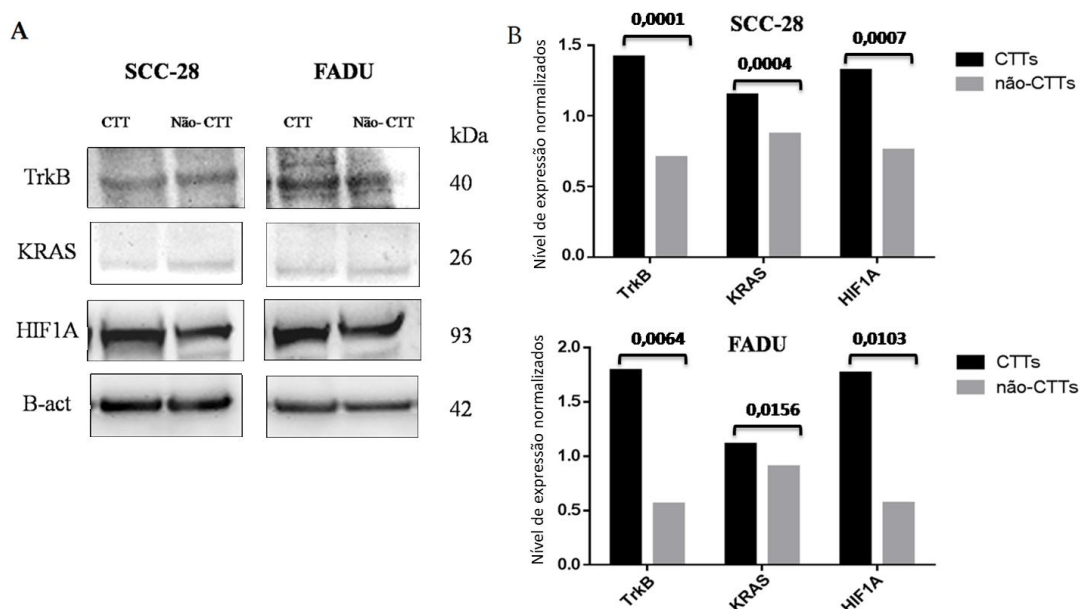 A
SCC-28
FADU
CTT
Não- CTT
CTT
Não- CTT
kDa
TrkB
40
KRAS
26
HIF1A
93
B-act
42
B
SCC-28
Nível de expressão normalizados
1.5
1.0
0.5
0.0
0,0001
0,0004
0,0007
TrkB
KRAS
HIF1A
CTTs
não-CTTs
FADU
Nível de expressão normalizados
2.0
1.5
1.0
0.5
0.0
0,0064
0,0156
0,0103
TrkB
KRAS
HIF1A
CTTs
não-CTTs